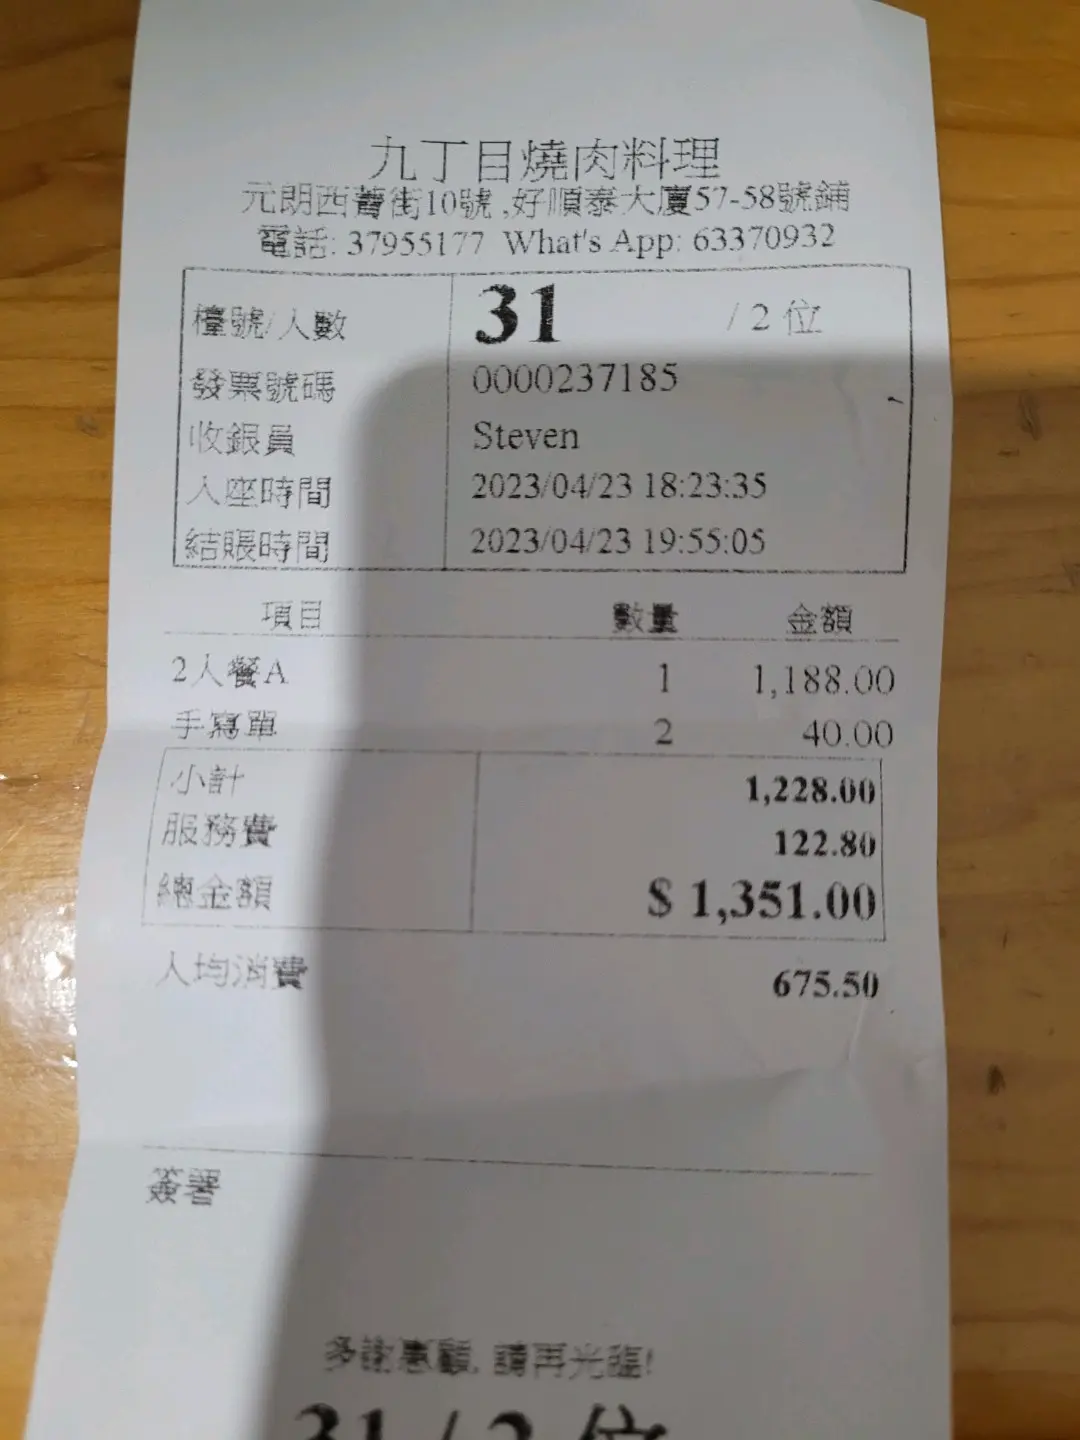 九丁目燒肉料理
元朗西菁街10號 ,好順泰大廈57-58號鋪
電話: 37955177 What's App: 63370932
檯號/人數 31 / 2 位
發票號碼 0000237185
收銀員 Steven
入座時間 2023/04/23 18:23:35
結賬時間 2023/04/23 19:55:05
項目 數量 金額
2人餐A 1 1,188.00
手寫單 2 40.00
小計 1,228.00
服務費 122.80
總金額 $ 1,351.00
人均消費 675.50
簽署
多謝惠顧, 請再光臨!
31 / 2 位